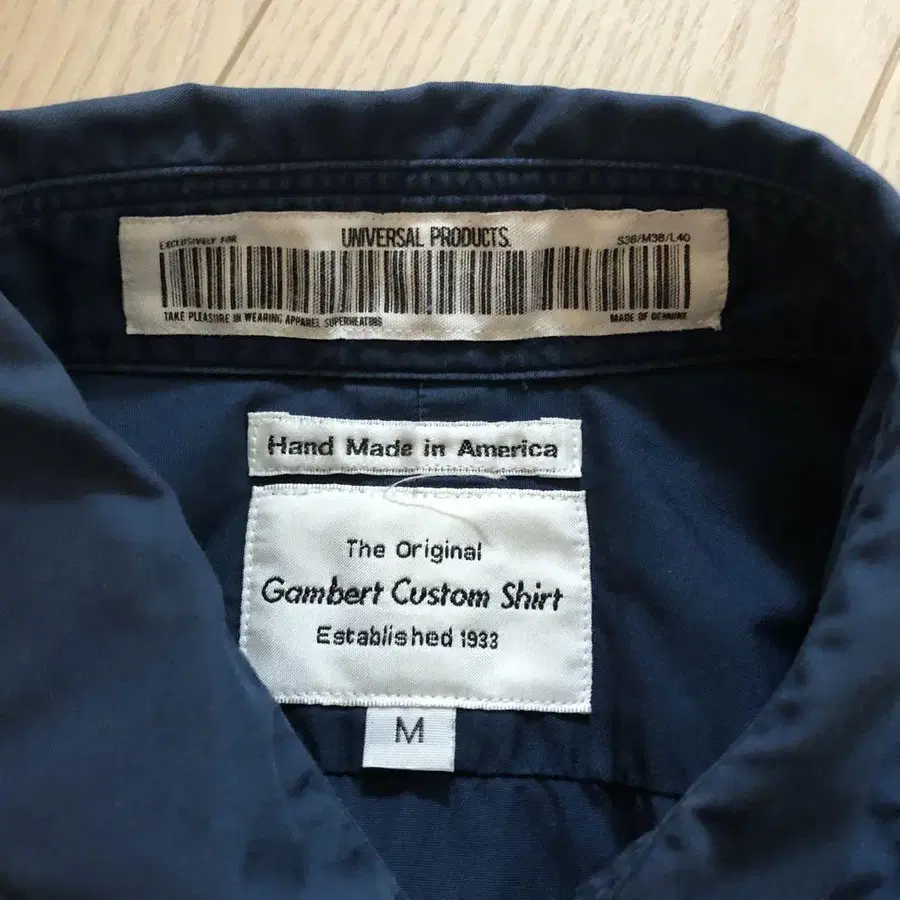 EXCLUSIVELY FOR
UNIVERSAL PRODUCTS.
S36/M38/L40
TAKE PLEASURE IN WEARING APPAREL SUPERHEATING
MADE OF GENUINE
Hand Made in America
The Original
Gambert Custom Shirt
Established 1933
M